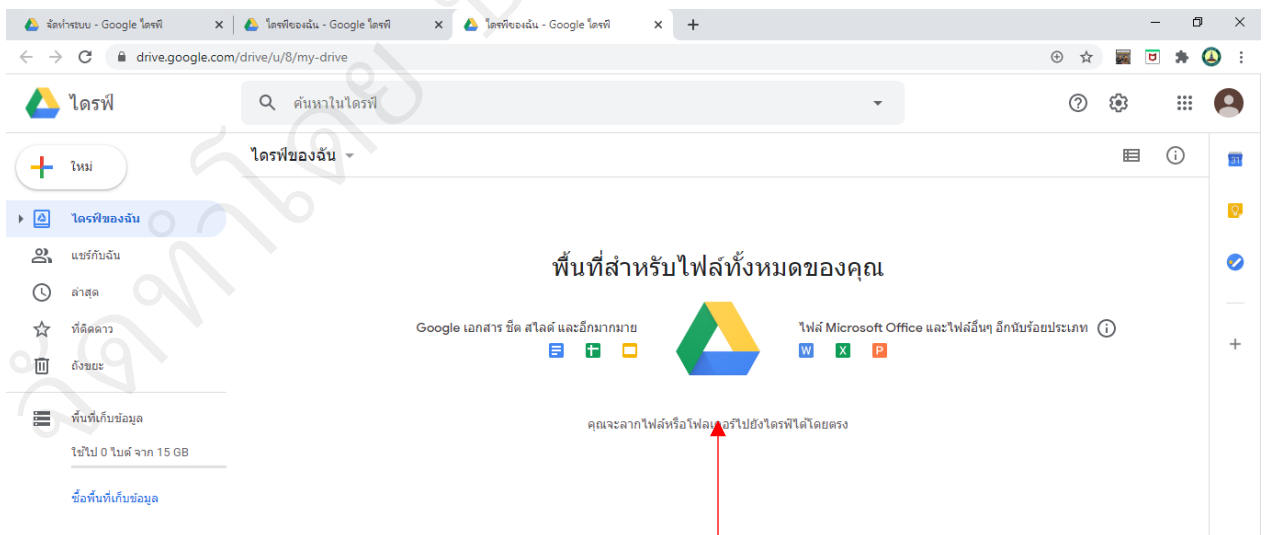 จัดทำระบบ - Google ไดรฟ์
ไดรฟ์ของฉัน - Google ไดรฟ์
ไดรฟ์ของฉัน - Google ไดรฟ์
drive.google.com/drive/u/8/my-drive
ไดรฟ์
ค้นหาในไดรฟ์
ใหม่
ไดรฟ์ของฉัน
31
ไดรฟ์ของฉัน
แชร์กับฉัน
ล่าสุด
ที่ติดดาว
ถังขยะ
พื้นที่เก็บข้อมูล
ใช้ไป 0 ไบต์ จาก 15 GB
ซื้อพื้นที่เก็บข้อมูล
พื้นที่สำหรับไฟล์ทั้งหมดของคุณ
Google เอกสาร ชีต สไลด์ และอีกมากมาย
ไฟล์ Microsoft Office และไฟล์อื่นๆ อีกนับร้อยประเภท
W X P
คุณจะลากไฟล์หรือโฟลเดอร์ไปยังไดรฟ์ได้โดยตรง
จัดทำโดย